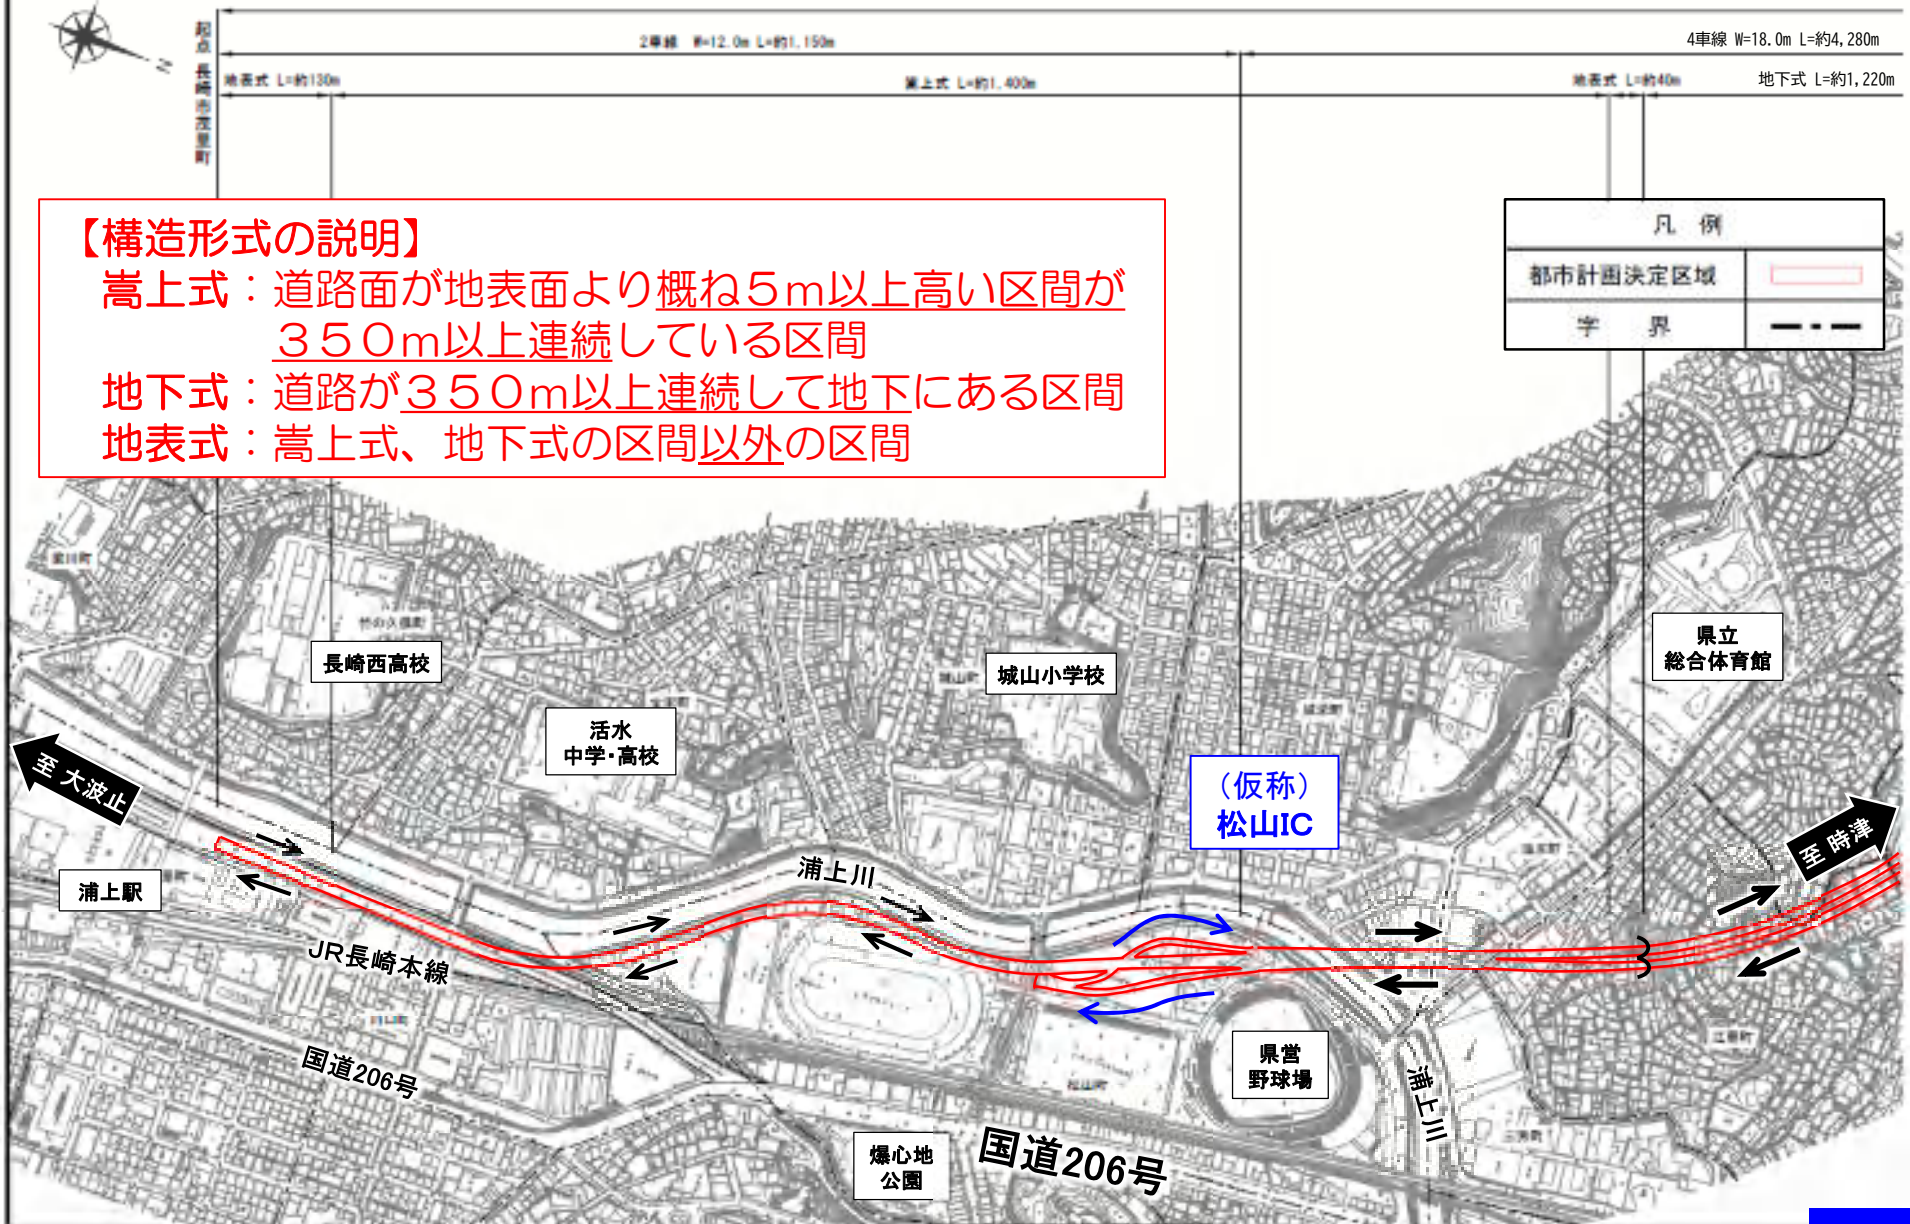 N
起点 長崎市茂里町
2車線 W=12.0m L=約1,150m
4車線 W=18.0m L=約4,280m
地表式 L=約130m
嵩上式 L=約1,400m
地表式 L=約40m
地下式 L=約1,220m
【構造形式の説明】
嵩上式：道路面が地表面より概ね５ｍ以上高い区間が
３５０ｍ以上連続している区間
地下式：道路が３５０ｍ以上連続して地下にある区間
地表式：嵩上式、地下式の区間以外の区間
凡 例
都市計画決定区域
字 界
竹の久保町
長崎西高校
活水
中学・高校
城山町
城山小学校
県立
総合体育館
（仮称）
松山IC
至 大波止
至 時津
浦上駅
浦上川
JR長崎本線
国道206号
松山町
県営
野球場
浦上川
爆心地
公園
国道206号